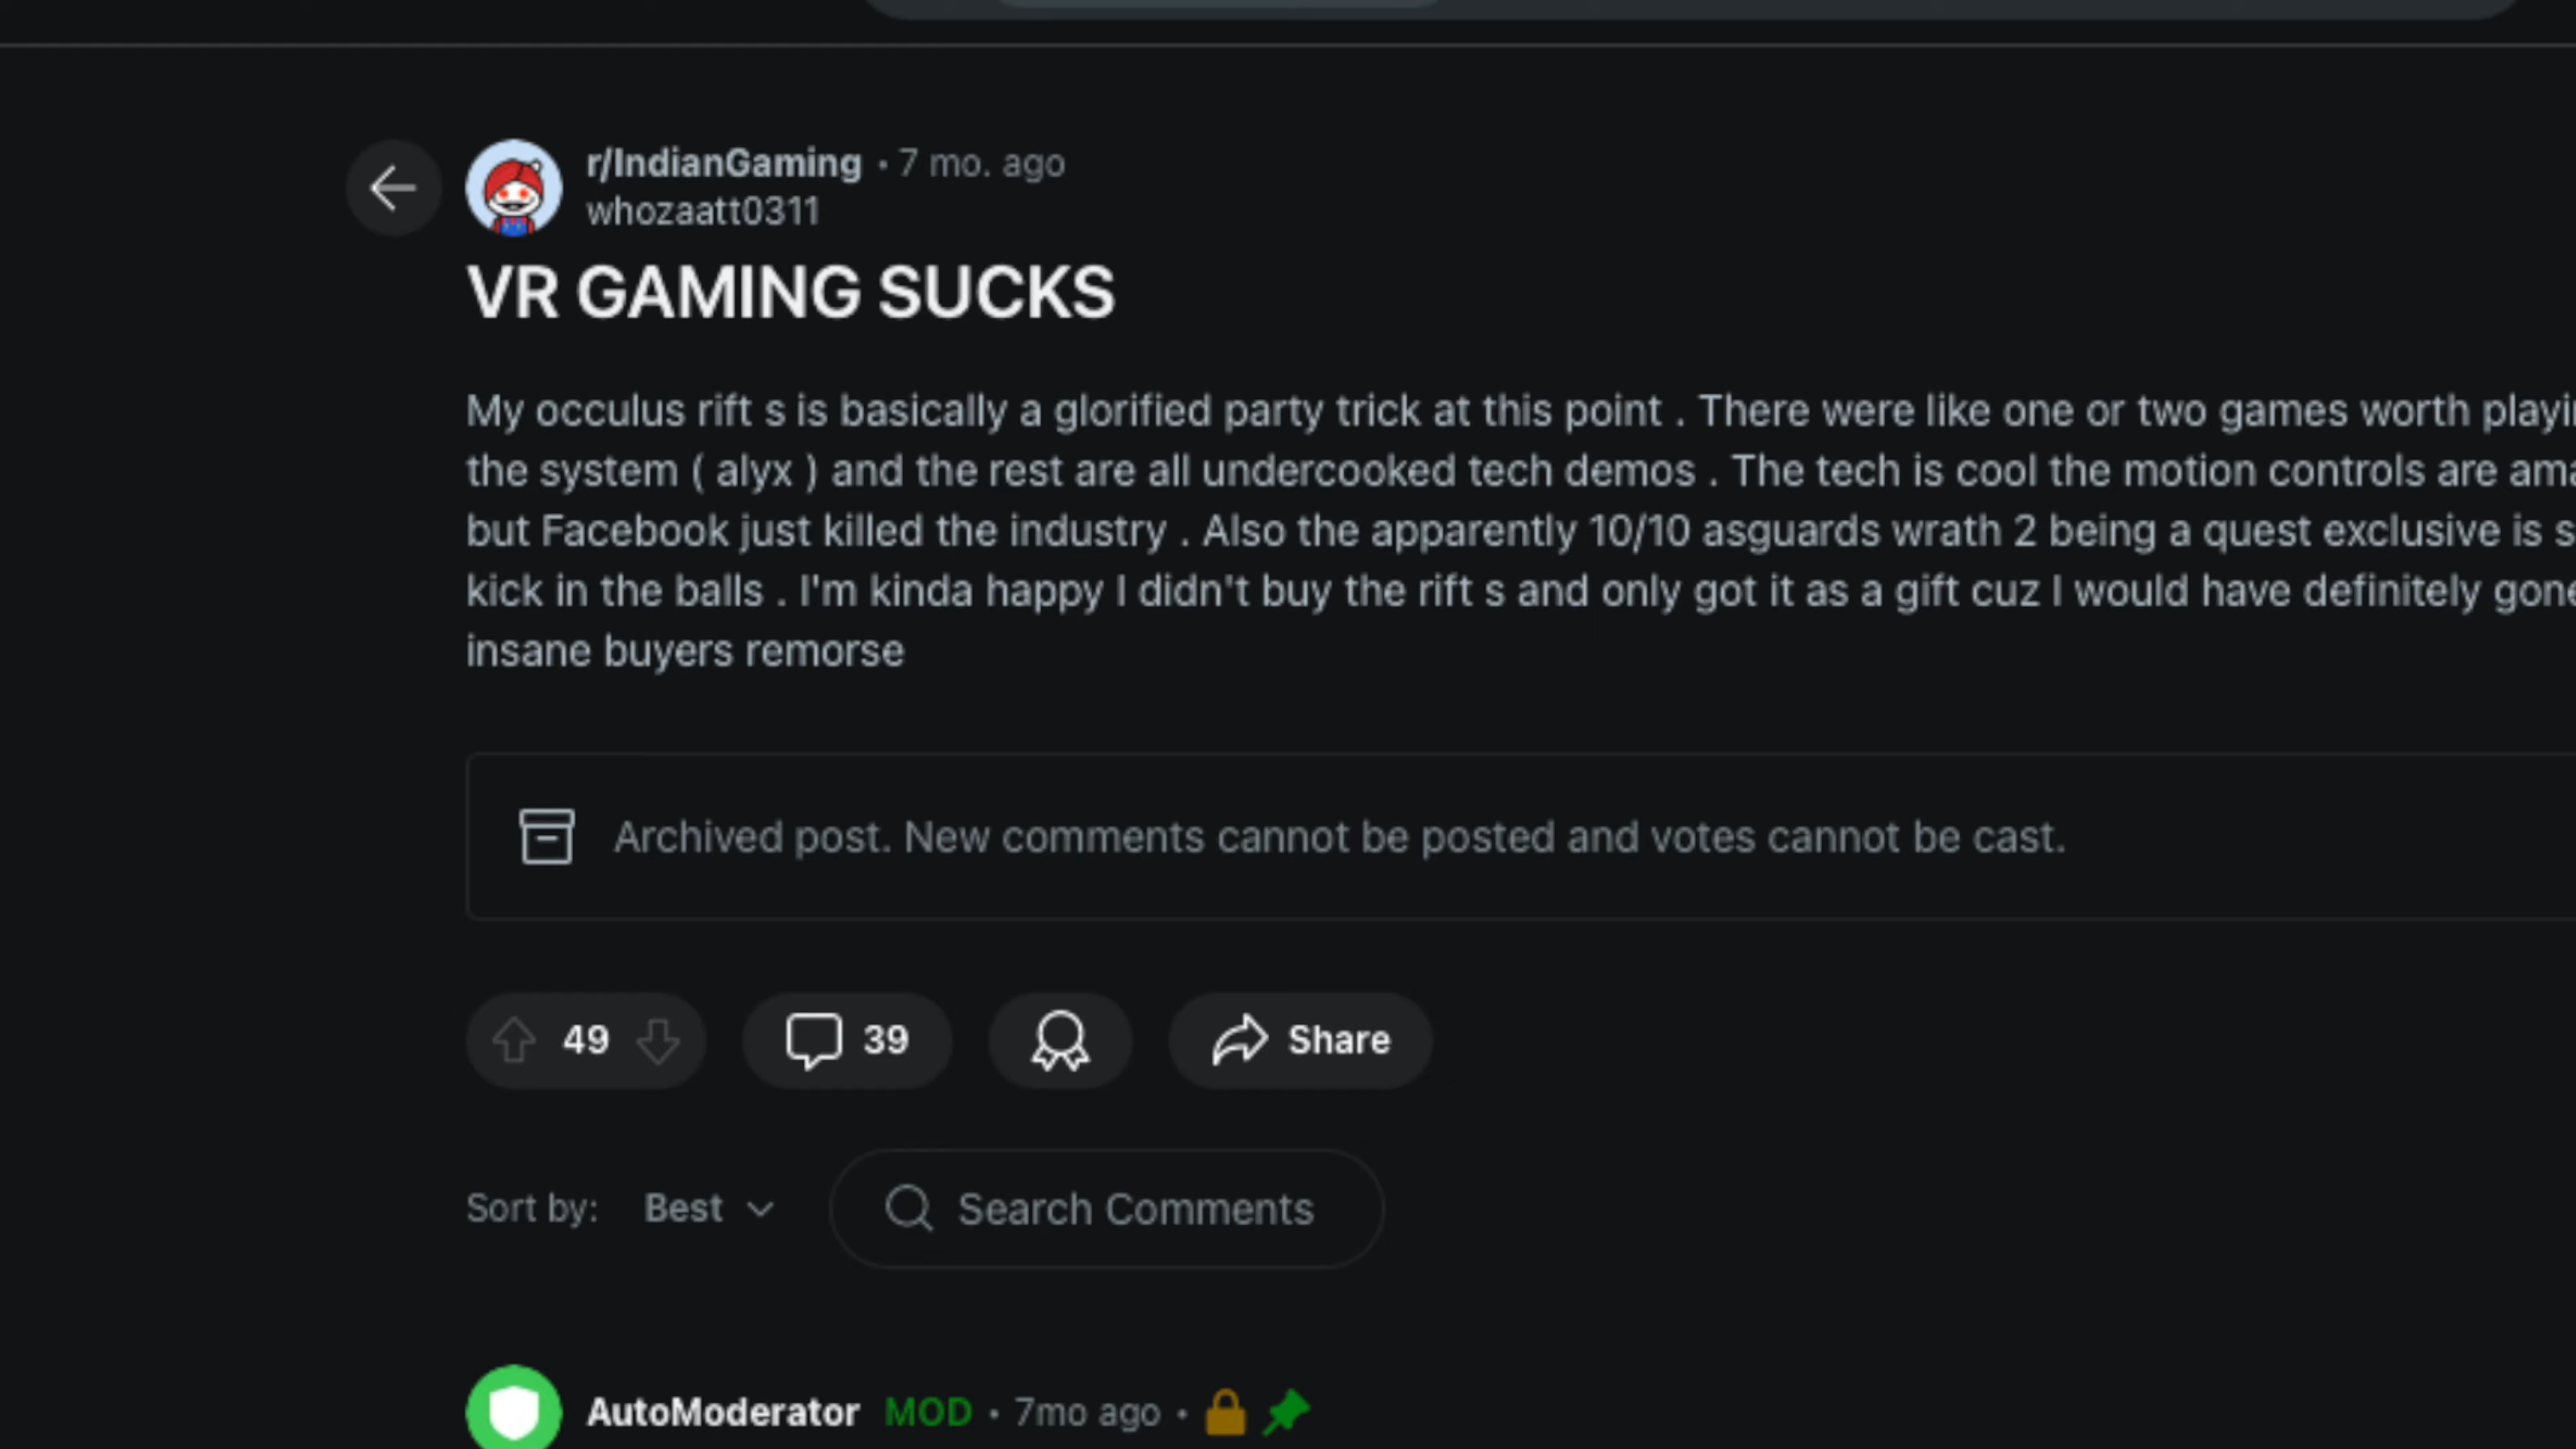 r/IndianGaming • 7 mo. ago
whozaatt0311
VR GAMING SUCKS
My occulus rift s is basically a glorified party trick at this point . There were like one or two games worth
the system ( alyx ) and the rest are all undercooked tech demos . The tech is cool the motion controls are
but Facebook just killed the industry . Also the apparently 10/10 asguards wrath 2 being a quest exclusive is
kick in the balls . I'm kinda happy I didn't buy the rift s and only got it as a gift cuz I would have definitely
insane buyers remorse
Archived post. New comments cannot be posted and votes cannot be cast.
49 39 Share
Sort by: Best Search Comments
AutoModerator MOD • 7mo ago •